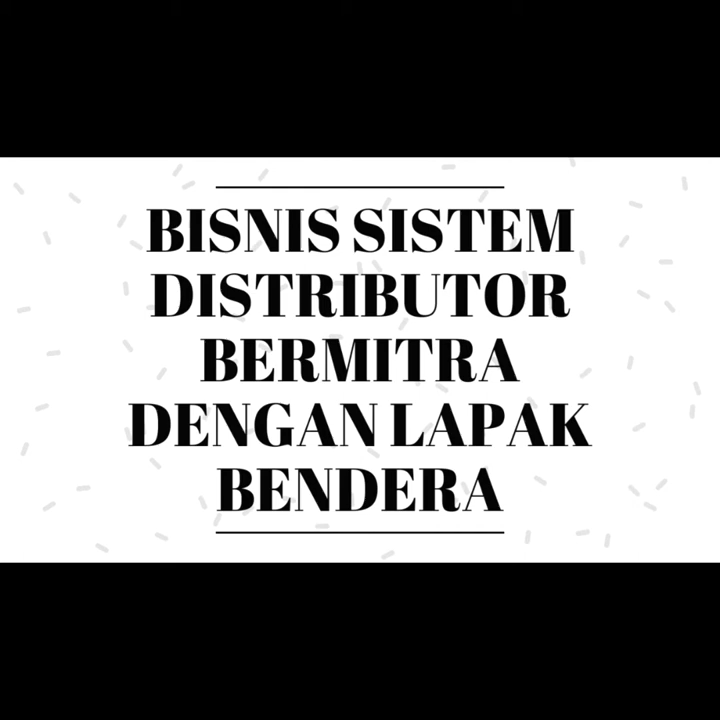 BISNIS SISTEM
DISTRIBUTOR
BERMITRA
DENGAN LAPAK
BENDERA